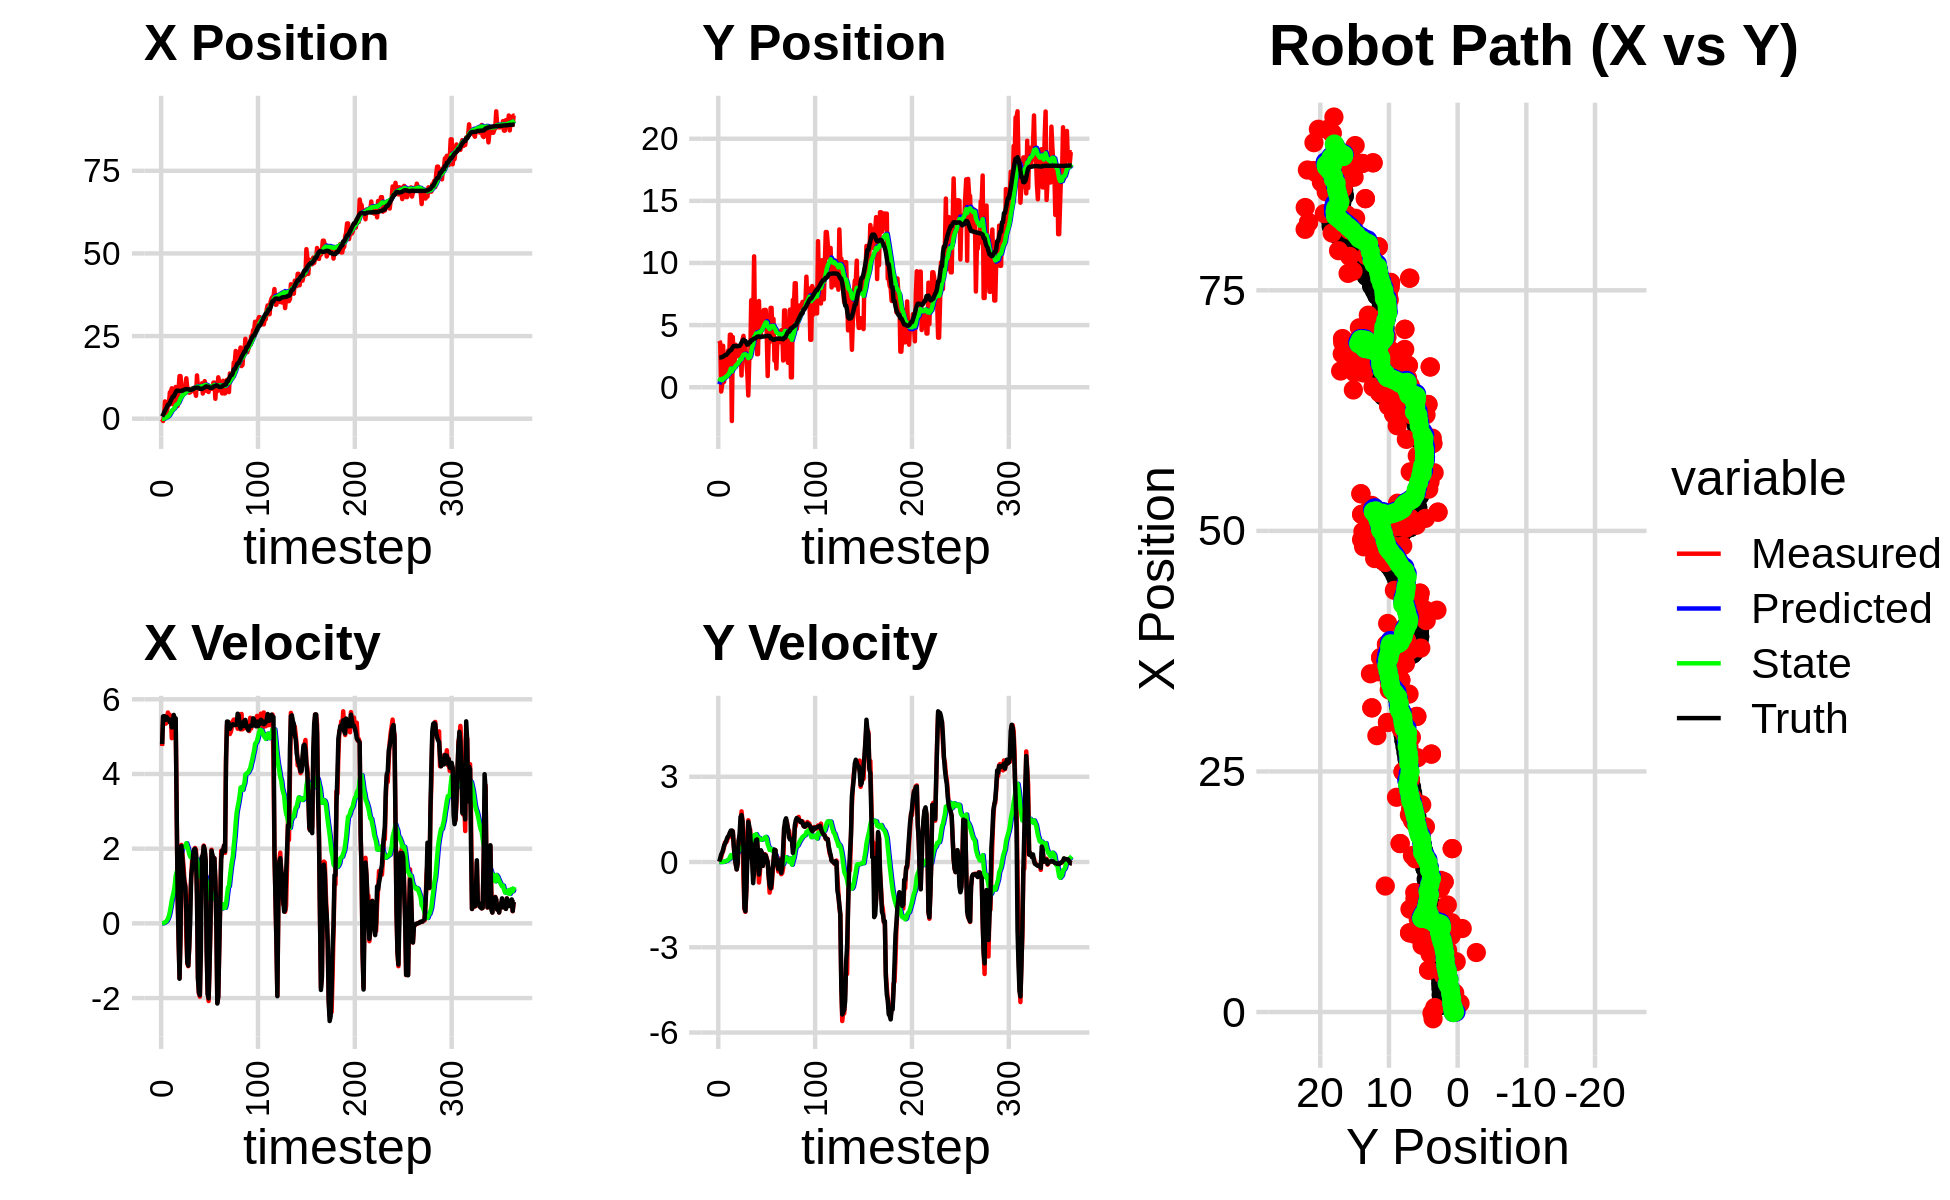 X Position
75
50
25
0
0
100
200
300
timestep
Y Position
20
15
10
5
0
0
100
200
300
timestep
X Velocity
6
4
2
0
-2
0
100
200
300
timestep
Y Velocity
3
0
-3
-6
0
100
200
300
timestep
Robot Path (X vs Y)
X Position
75
50
25
0
20 10 0 -10 -20
Y Position
variable
Measured
Predicted
State
Truth